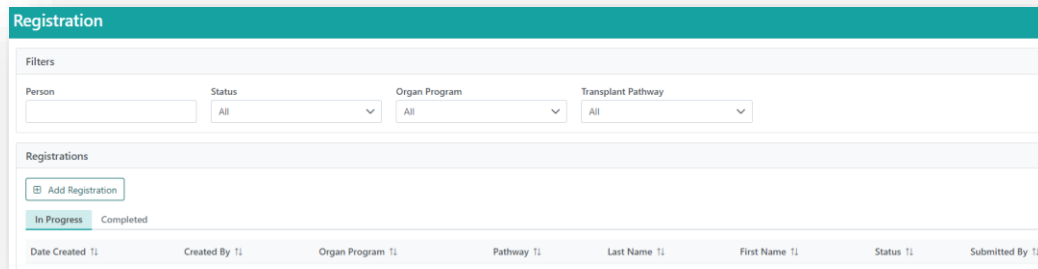 Registration
Filters
Person Status Organ Program Transplant Pathway
All All All
Registrations
Add Registration
In Progress Completed
Date Created Created By Organ Program Pathway Last Name First Name Status Submitted By